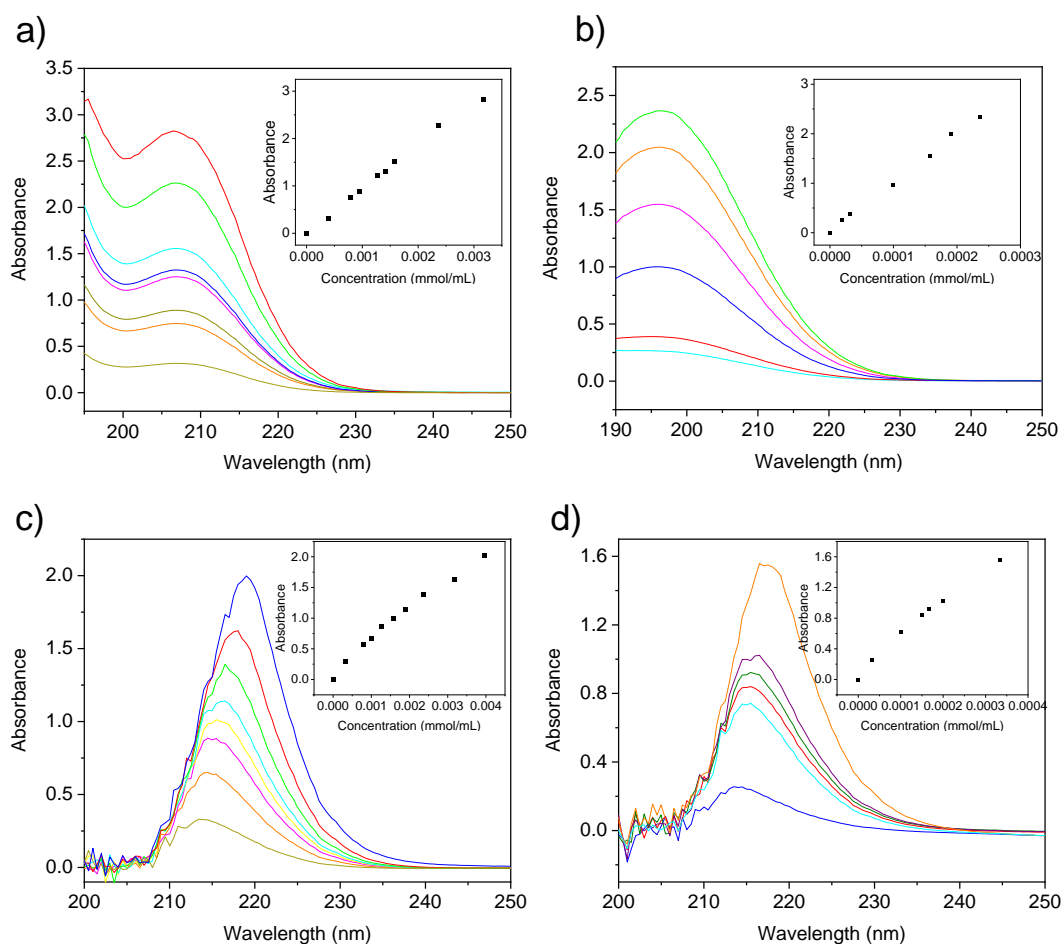 a)
3.5
3.0
2.5
2.0
1.5
1.0
0.5
0.0
Absorbance
200 210 220 230 240 250
Wavelength (nm)
3
2
1
0
Absorbance
0.000 0.001 0.002 0.003
Concentration (mmol/mL)
b)
2.5
2.0
1.5
1.0
0.5
0.0
Absorbance
190 200 210 220 230 240 250
Wavelength (nm)
3
2
1
0
Absorbance
0.0000 0.0001 0.0002 0.0003
Concentration (mmol/mL)
c)
2.0
1.5
1.0
0.5
0.0
Absorbance
200 210 220 230 240 250
Wavelength (nm)
2.0
1.5
1.0
0.5
0.0
Absorbance
0.000 0.001 0.002 0.003 0.004
Concentration (mmol/mL)
d)
1.6
1.2
0.8
0.4
0.0
Absorbance
200 210 220 230 240 250
Wavelength (nm)
1.6
1.2
0.8
0.4
0.0
Absorbance
0.0000 0.0001 0.0002 0.0003 0.0004
Concentration (mmol/mL)